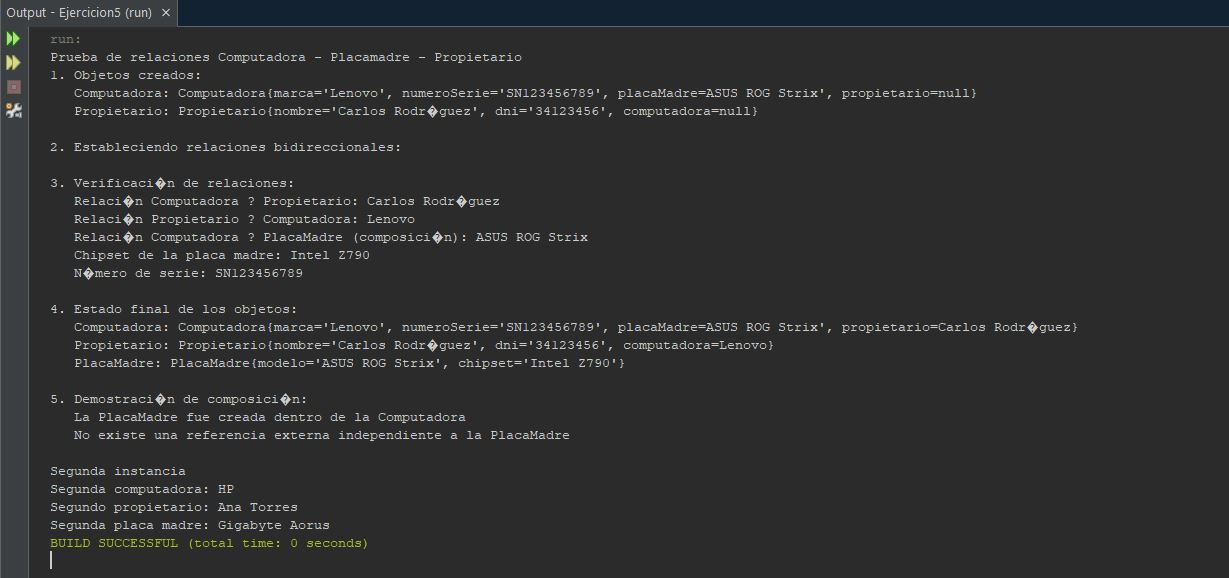 Output - Ejercicion5 (run) ×
run:
Prueba de relaciones Computadora - Placamadre - Propietario
1. Objetos creados:
   Computadora: Computadora{marca='Lenovo', numeroSerie='SN123456789', placaMadre=ASUS ROG Strix', propietario=null}
   Propietario: Propietario{nombre='Carlos Rodr�guez', dni='34123456', computadora=null}
2. Estableciendo relaciones bidireccionales:
3. Verificaci�n de relaciones:
   Relaci�n Computadora ? Propietario: Carlos Rodr�guez
   Relaci�n Propietario ? Computadora: Lenovo
   Relaci�n Computadora ? PlacaMadre (composici�n): ASUS ROG Strix
   Chipset de la placa madre: Intel Z790
   N�mero de serie: SN123456789
4. Estado final de los objetos:
   Computadora: Computadora{marca='Lenovo', numeroSerie='SN123456789', placaMadre=ASUS ROG Strix', propietario=Carlos Rodr�guez}
   Propietario: Propietario{nombre='Carlos Rodr�guez', dni='34123456', computadora=Lenovo}
   PlacaMadre: PlacaMadre{modelo='ASUS ROG Strix', chipset='Intel Z790'}
5. Demostraci�n de composici�n:
   La PlacaMadre fue creada dentro de la Computadora
   No existe una referencia externa independiente a la PlacaMadre
Segunda instancia
Segunda computadora: HP
Segundo propietario: Ana Torres
Segunda placa madre: Gigabyte Aorus
BUILD SUCCESSFUL (total time: 0 seconds)